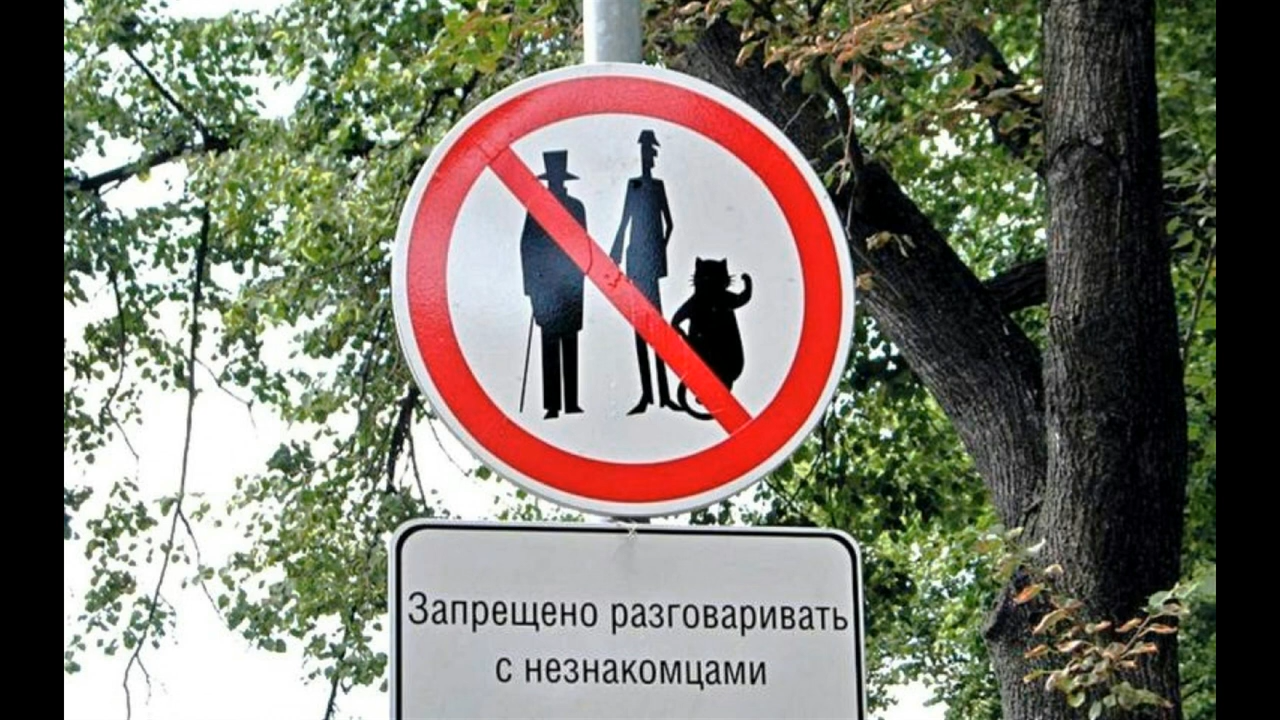 Запрещено разговаривать
с незнакомцами